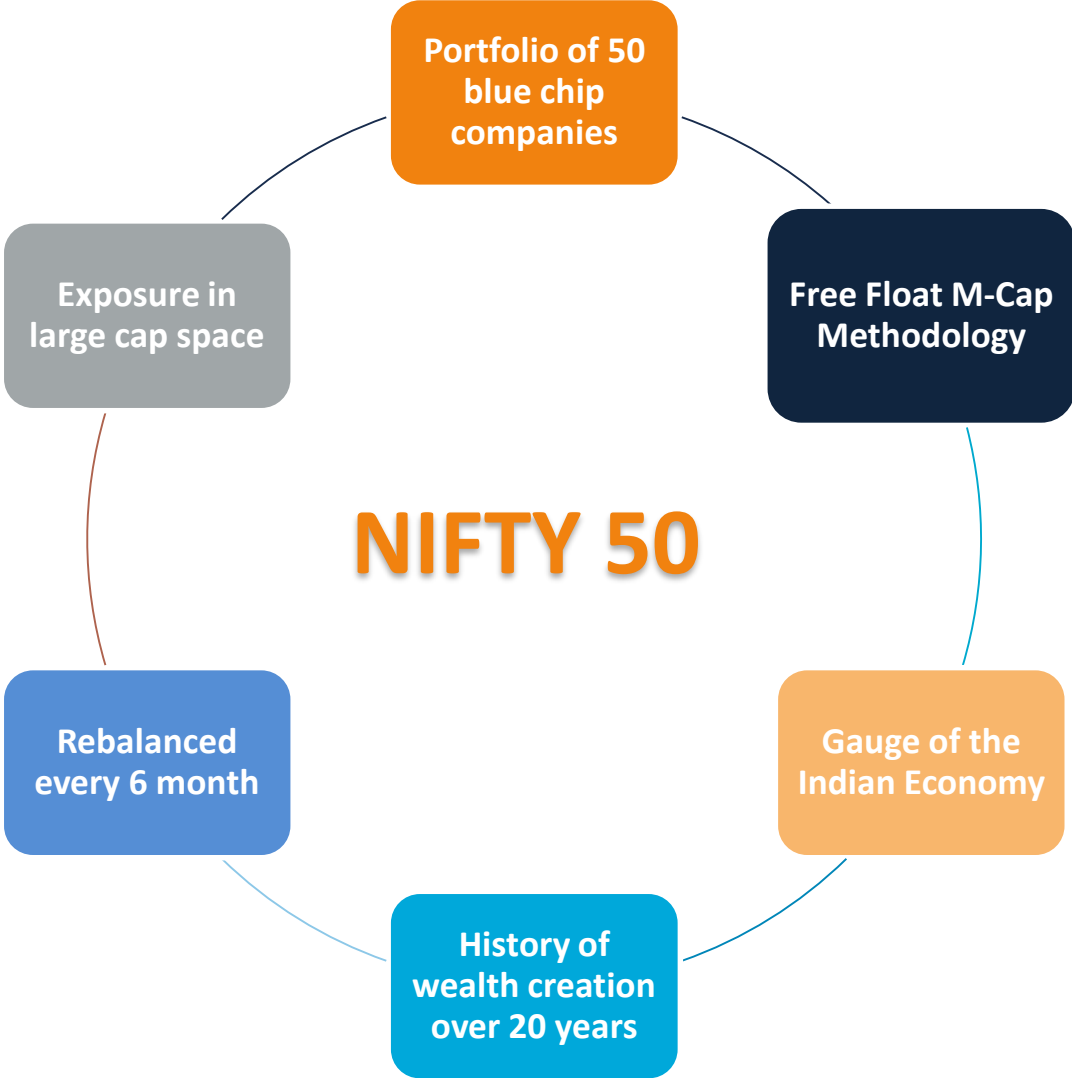 Portfolio of 50
blue chip
companies
Free Float M-Cap
Methodology
Gauge of the
Indian Economy
History of
wealth creation
over 20 years
Rebalanced
every 6 month
Exposure in
large cap space
NIFTY 50